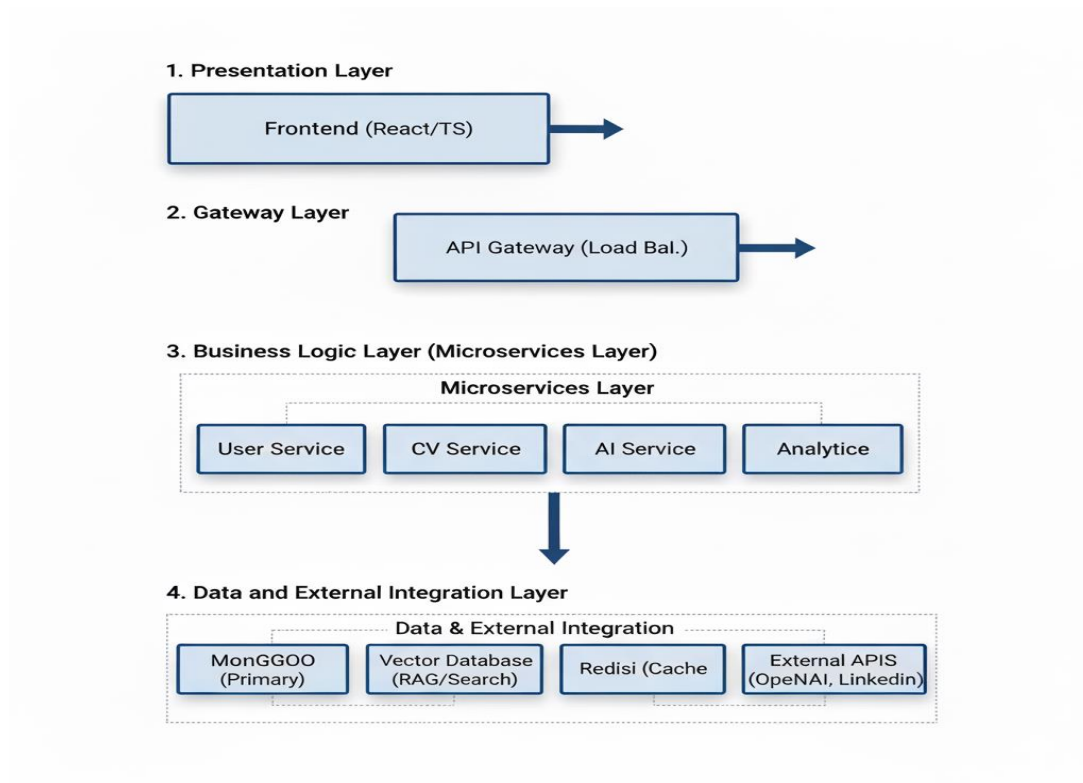 1. Presentation Layer
Frontend (React/TS)
2. Gateway Layer
API Gateway (Load Bal.)
3. Business Logic Layer (Microservices Layer)
Microservices Layer
User Service
CV Service
AI Service
Analytice
4. Data and External Integration Layer
Data & External Integration
MonGGOO
(Primary)
Vector Database
(RAG/Search)
Redisi (Cache
External APIS
(OpeNAI, Linkedin)